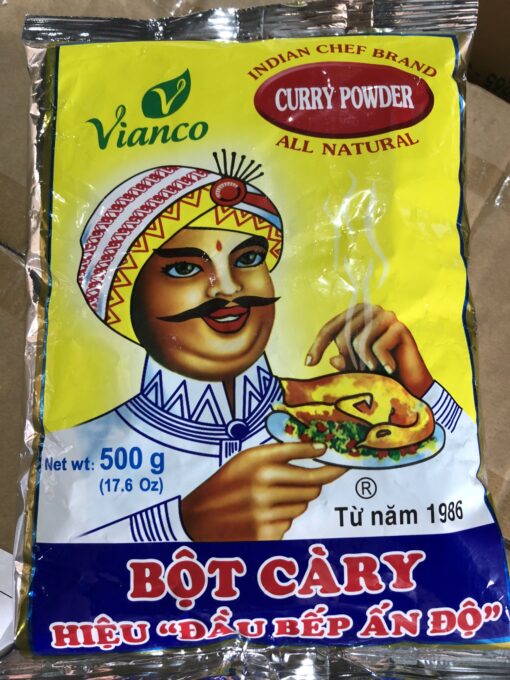 Vianco
INDIAN CHEF BRAND
CURRY POWDER
ALL NATURAL
Net wt: 500 g
(17.6 Oz)
®
Từ năm 1986
BỘT CÀRY
HIỆU “ĐẦU BẾP ẤN ĐỘ”